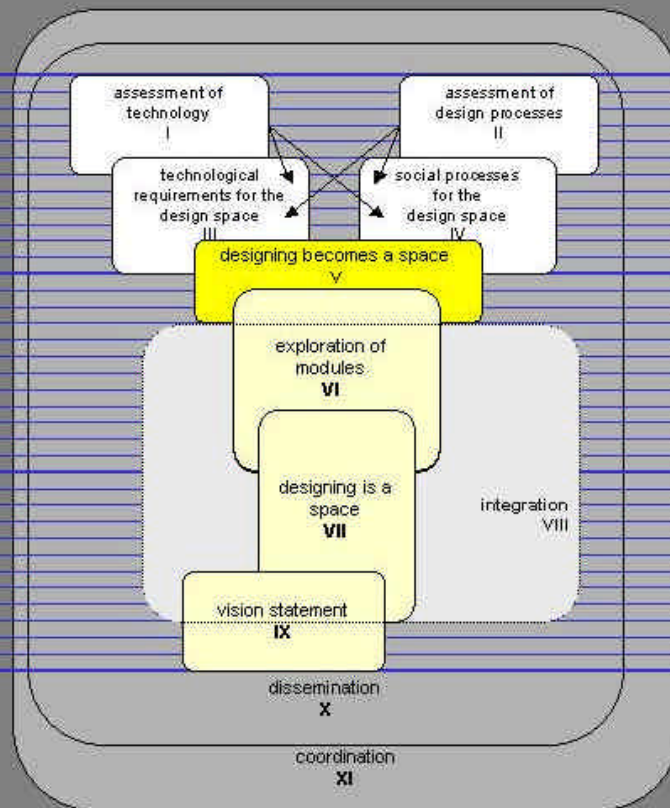 assessment of
technology
I
assessment of
design processes
II
technological
requirements for the
design space
III
social processes
for the
design space
IV
designing becomes a space
V
exploration of
modules
VI
designing is a
space
VII
integration
VIII
vision statement
IX
dissemination
X
coordination
XI